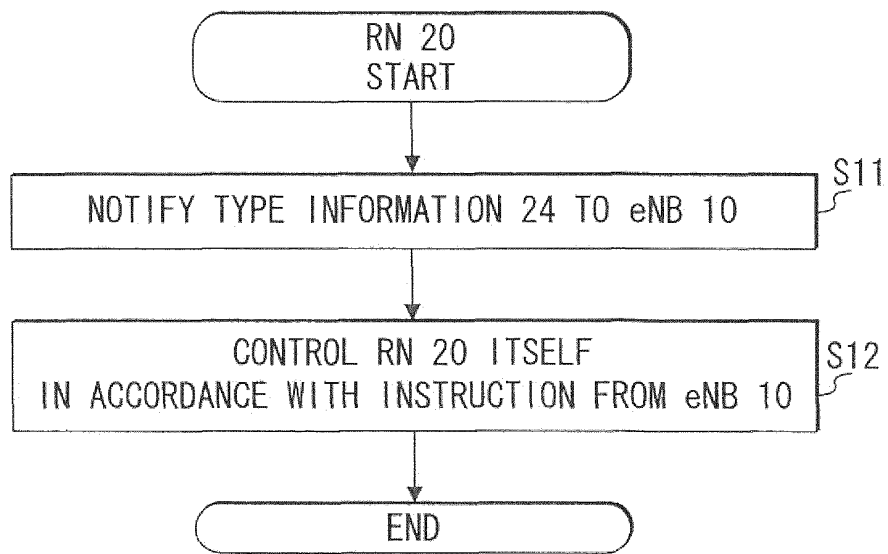 RN 20
START
NOTIFY TYPE INFORMATION 24 TO eNB 10
S11
CONTROL RN 20 ITSELF
IN ACCORDANCE WITH INSTRUCTION FROM eNB 10
S12
END